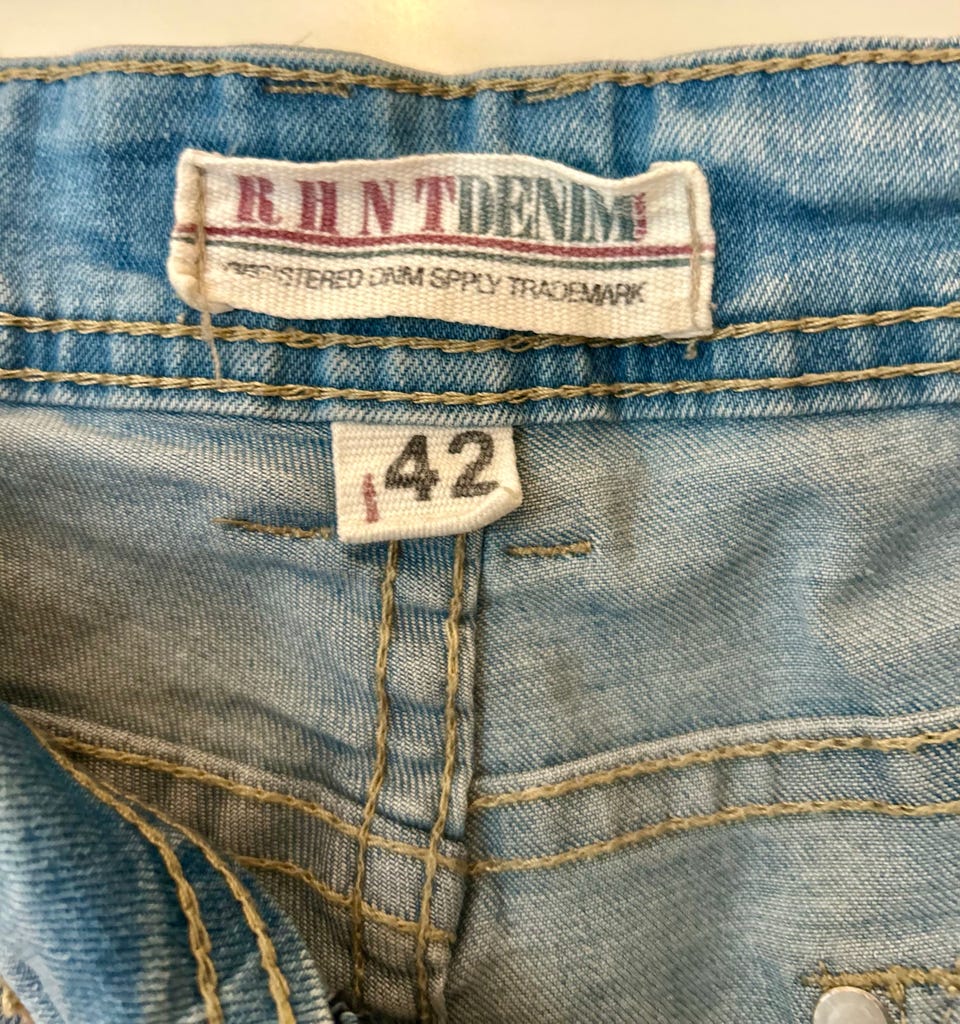 RHNTDENIM
REGISTERED DNM SPPLY TRADEMARK
42